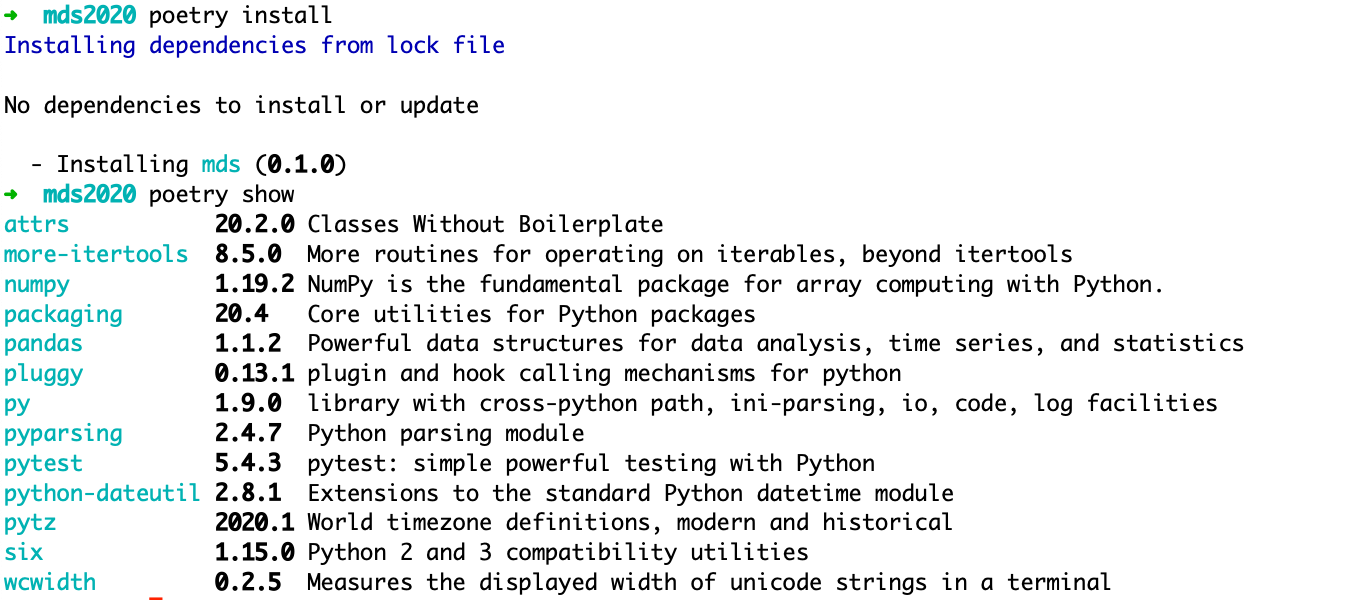 ➜  mds2020 poetry install
Installing dependencies from lock file
No dependencies to install or update
  - Installing mds (0.1.0)
➜  mds2020 poetry show
attrs           20.2.0 Classes Without Boilerplate
more-itertools  8.5.0  More routines for operating on iterables, beyond itertools
numpy           1.19.2 NumPy is the fundamental package for array computing with Python.
packaging       20.4   Core utilities for Python packages
pandas          1.1.2  Powerful data structures for data analysis, time series, and statistics
pluggy          0.13.1 plugin and hook calling mechanisms for python
py              1.9.0  library with cross-python path, ini-parsing, io, code, log facilities
pyparsing       2.4.7  Python parsing module
pytest          5.4.3  pytest: simple powerful testing with Python
python-dateutil 2.8.1  Extensions to the standard Python datetime module
pytz            2020.1 World timezone definitions, modern and historical
six             1.15.0 Python 2 and 3 compatibility utilities
wcwidth         0.2.5  Measures the displayed width of unicode strings in a terminal